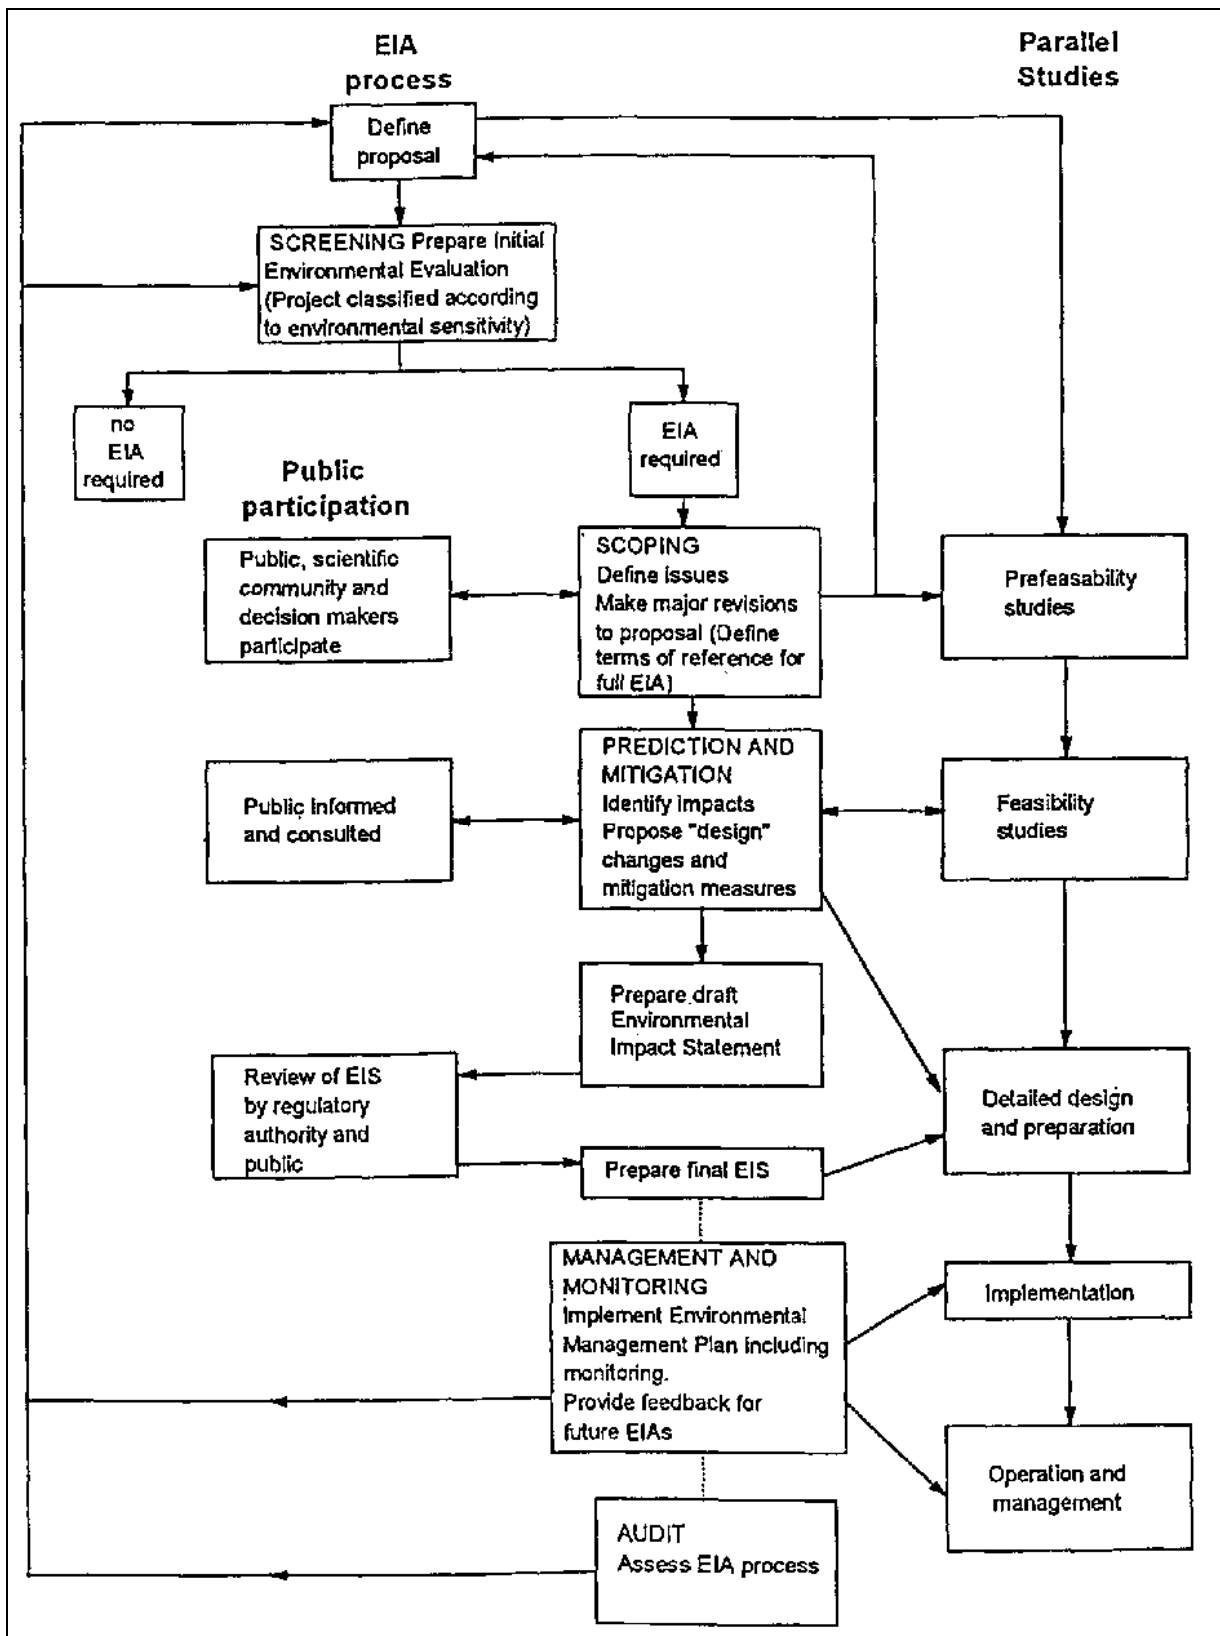 EIA
process
Parallel
Studies
Define
proposal
SCREENING Prepare Initial
Environmental Evaluation
(Project classified according
to environmental sensitivity)
no
EIA
required
EIA
required
Public
participation
Public, scientific
community and
decision makers
participate
SCOPING
Define issues
Make major revisions
to proposal (Define
terms of reference for
full EIA)
Prefeasability
studies
PREDICTION AND
MITIGATION
Identify impacts
Propose "design"
changes and
mitigation measures
Public informed
and consulted
Feasibility
studies
Prepare draft
Environmental
Impact Statement
Review of EIS
by regulatory
authority and
public
Prepare final EIS
Detailed design
and preparation
MANAGEMENT AND
MONITORING
Implement Environmental
Management Plan including
monitoring.
Provide feedback for
future EIAs
Implementation
Operation and
management
AUDIT
Assess EIA process